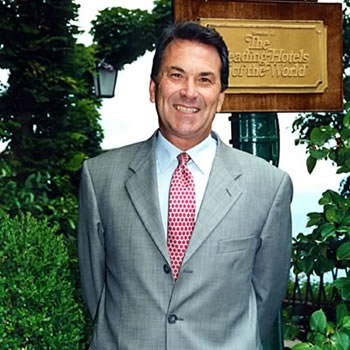 The
Leading Hotels
of the World